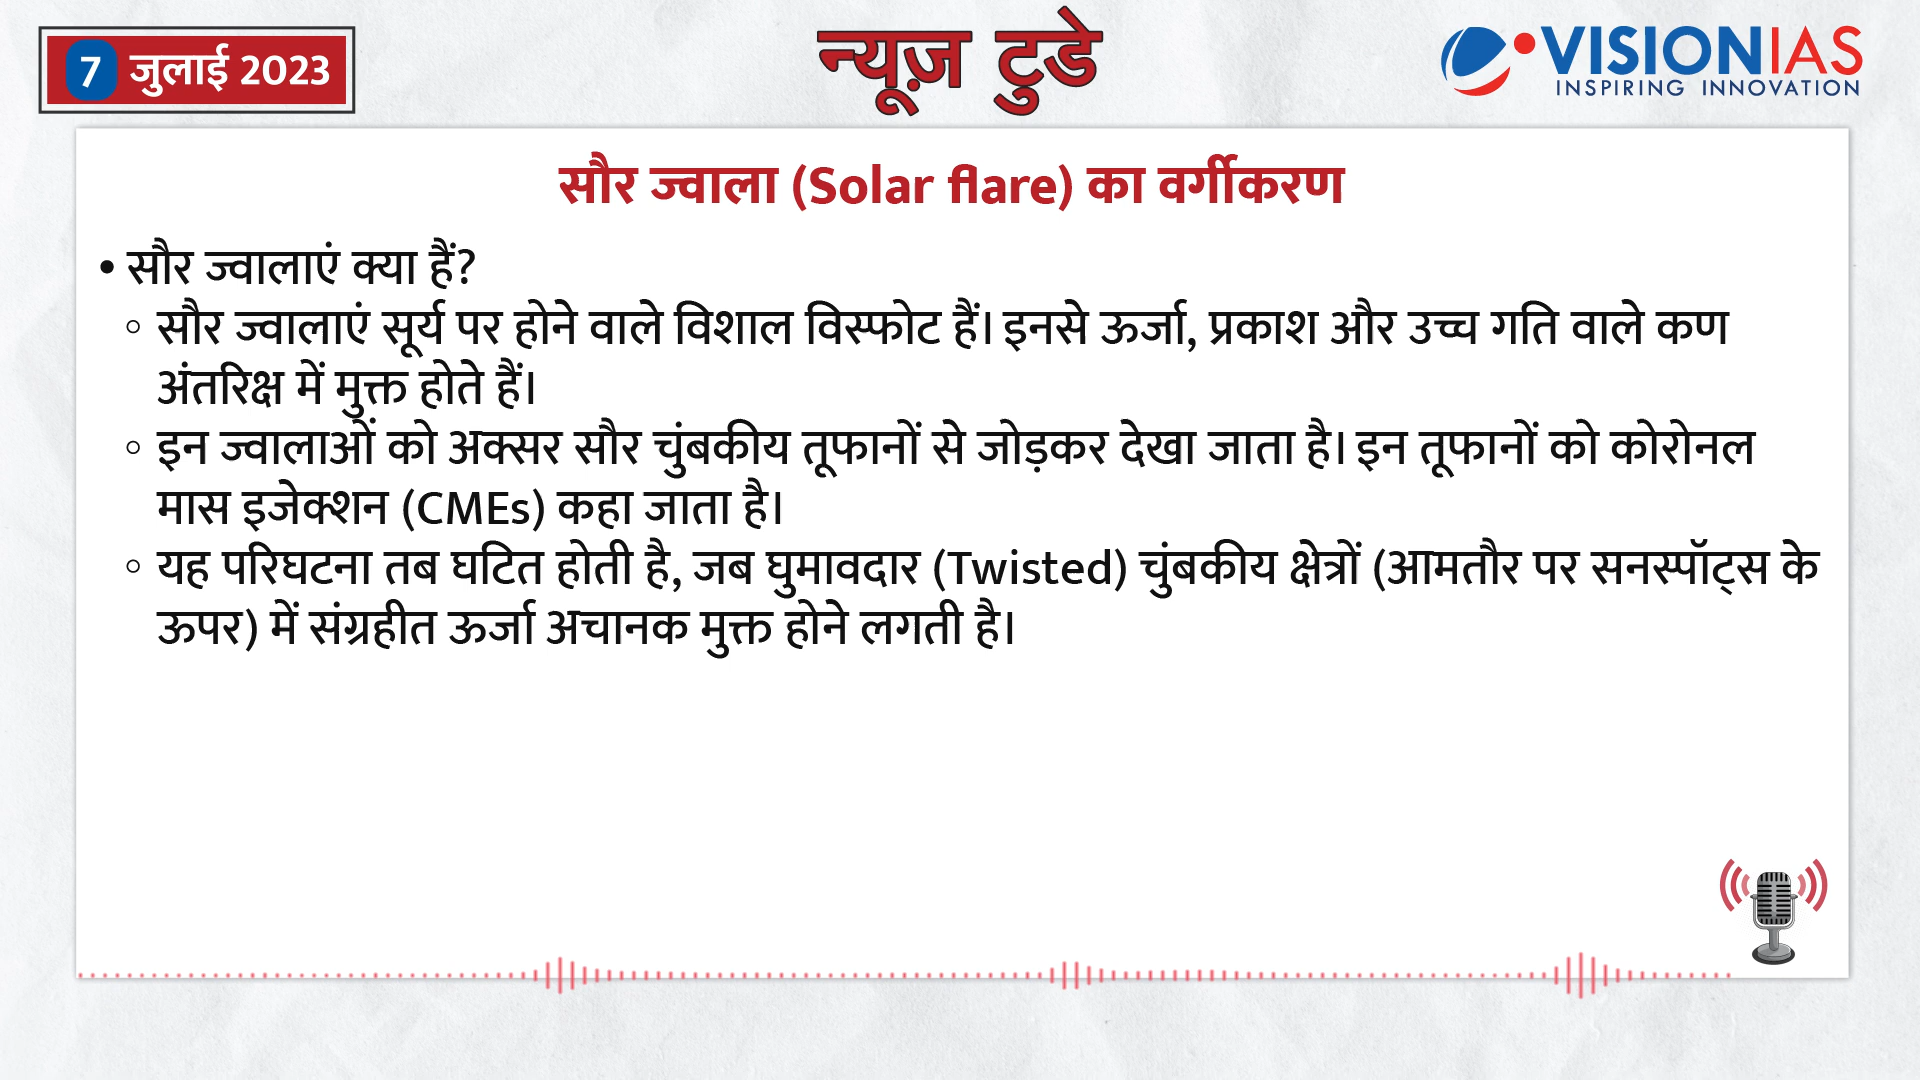 7 जुलाई 2023
न्यूज़ टुडे
VISIONIAS
INSPIRING INNOVATION
सौर ज्वाला (Solar flare) का वर्गीकरण
• सौर ज्वालाएं क्या हैं?
◦ सौर ज्वालाएं सूर्य पर होने वाले विशाल विस्फोट हैं। इनसे ऊर्जा, प्रकाश और उच्च गति वाले कण
अंतरिक्ष में मुक्त होते हैं।
◦ इन ज्वालाओं को अक्सर सौर चुंबकीय तूफानों से जोड़कर देखा जाता है। इन तूफानों को कोरोनल
मास इजेक्शन (CMEs) कहा जाता है।
◦ यह परिघटना तब घटित होती है, जब घुमावदार (Twisted) चुंबकीय क्षेत्रों (आमतौर पर सनस्पॉट्स के
ऊपर) में संग्रहीत ऊर्जा अचानक मुक्त होने लगती है।